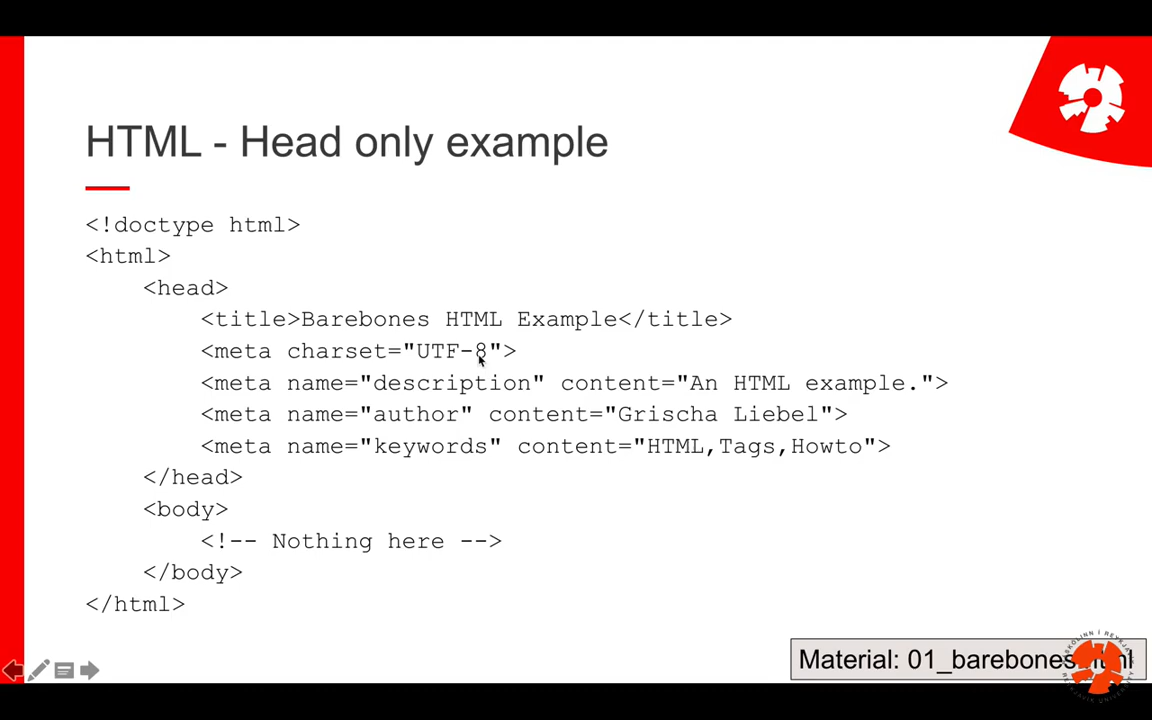 HTML - Head only example
<!doctype html>
<html>
<head>
<title>Barebones HTML Example</title>
<meta charset="UTF-8">
<meta name="description" content="An HTML example.">
<meta name="author" content="Grischa Liebel">
<meta name="keywords" content="HTML,Tags,Howto">
</head>
<body>
<!-- Nothing here -->
</body>
</html>
Material: 01_barebones.html